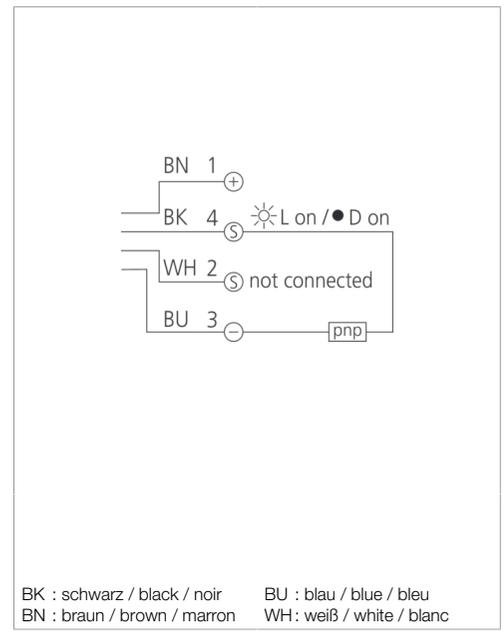 BN 1 +
BK 4 S L on / ● D on
WH 2 S not connected
BU 3 −
pnp
BK : schwarz / black / noir BU : blau / blue / bleu
BN : braun / brown / marron WH : weiß / white / blanc